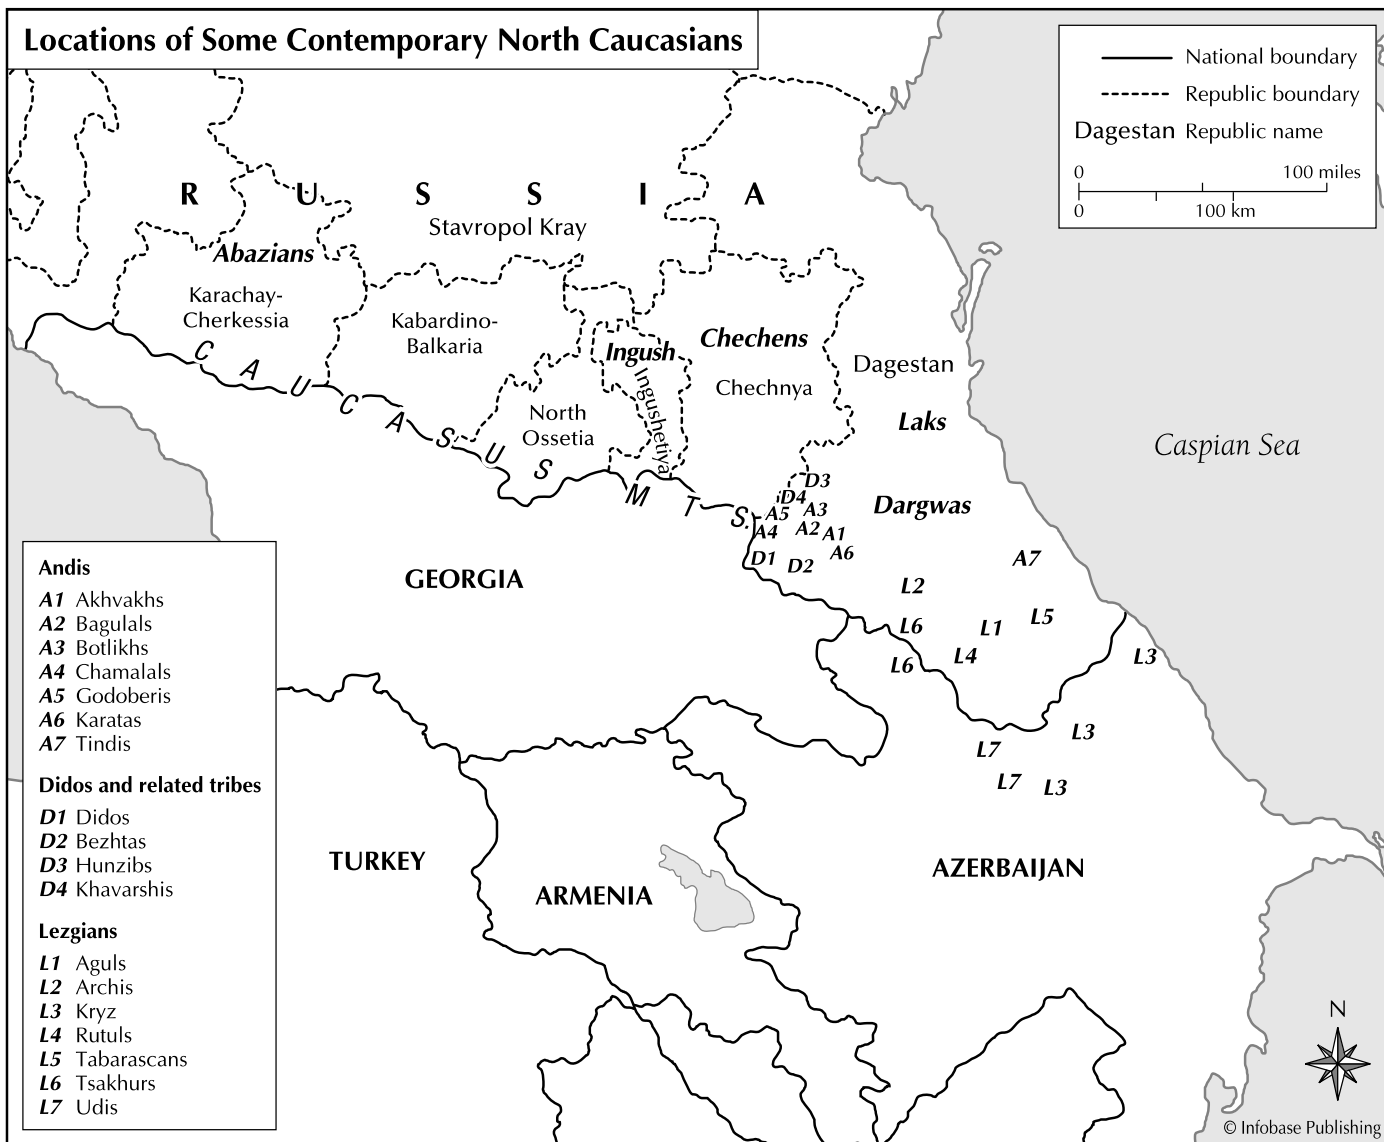 Locations of Some Contemporary North Caucasians
National boundary
Republic boundary
Dagestan Republic name
0 100 miles
0 100 km
R U S S I A
Stavropol Kray
Abazians
Karachay-
Cherkessia
Kabardino-
Balkaria
Ingush
Ingushetiya
Chechens
Chechnya
Dagestan
North
Ossetia
Laks
Dargwas
CAUCASUS MTS.
Caspian Sea
D3
D4
A3
A5
A2
A1
A4
A6
D1
D2
A7
L2
L6
L1
L5
L4
L6
L3
L3
L7
L7
L3
GEORGIA
TURKEY
ARMENIA
AZERBAIJAN
Andis
A1 Akhvakhs
A2 Bagulals
A3 Botlikhs
A4 Chamalals
A5 Godoberis
A6 Karatas
A7 Tindis
Didos and related tribes
D1 Didos
D2 Bezhtas
D3 Hunzibs
D4 Khavarshis
Lezgians
L1 Aguls
L2 Archis
L3 Kryz
L4 Rutuls
L5 Tabarascans
L6 Tsakhurs
L7 Udis
N
© Infobase Publishing